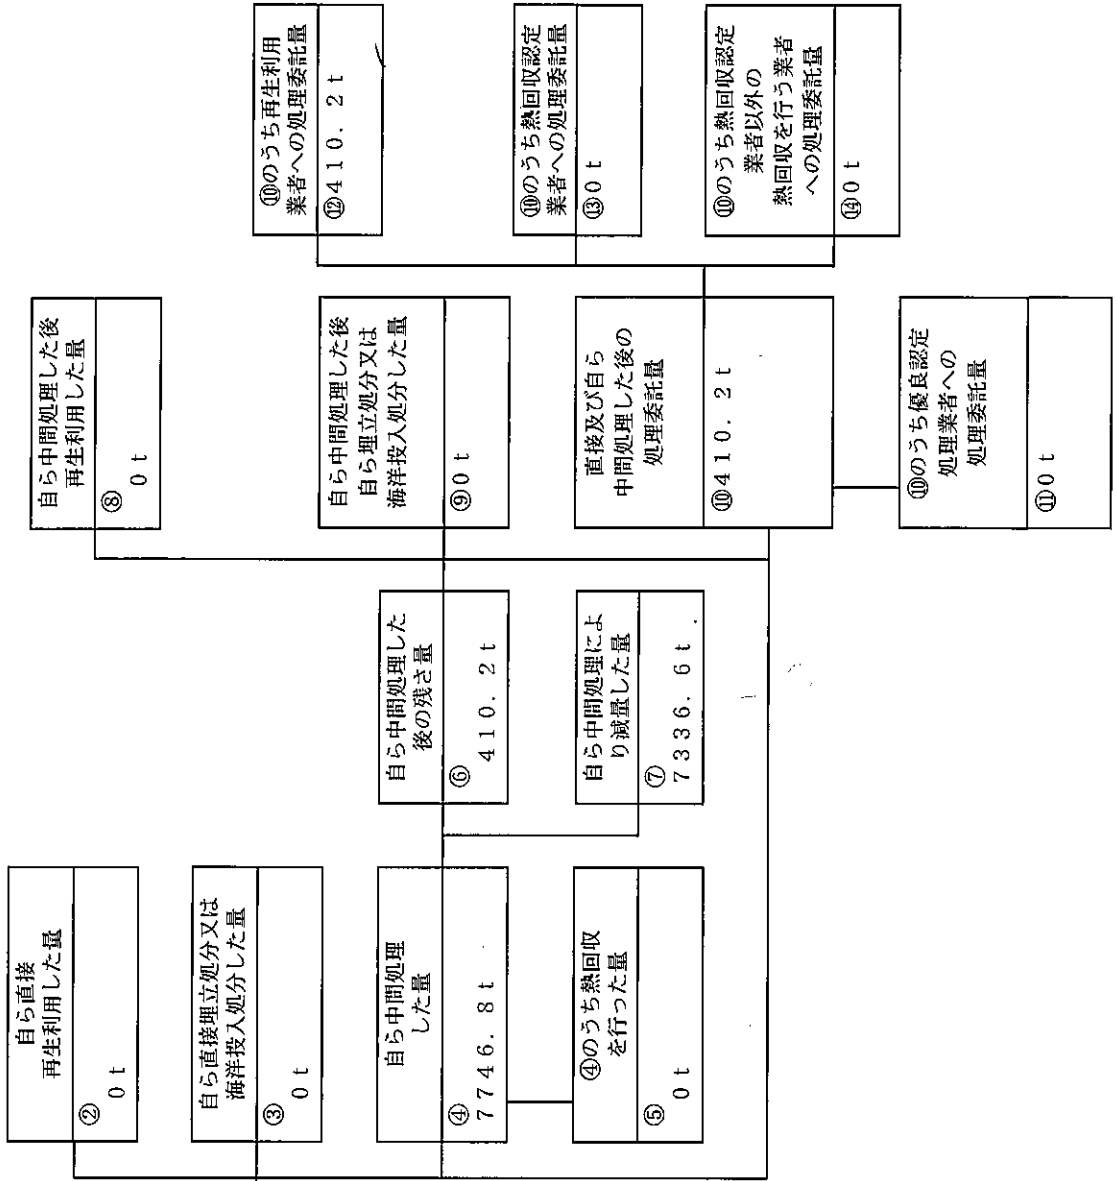 自ら直接
再生利用した量
②
0 t
自ら直接埋立処分又は
海洋投入処分した量
③
0 t
自ら中間処理
した量
④
7746.8 t
④のうち熱回収
を行った量
⑤
0 t
自ら中間処理した
後の残さ量
⑥
410.2 t
自ら中間処理によ
り減量した量
⑦
7336.6 t
自ら中間処理した後
再生利用した量
⑧
0 t
自ら中間処理した後
自ら埋立処分又は
海洋投入処分した量
⑨0 t
直接及び自ら
中間処理した後の
処理委託量
⑩410.2 t
⑩のうち優良認定
処理業者への
処理委託量
⑪0 t
⑩のうち再生利用
業者への処理委託量
⑫410.2 t
⑩のうち熱回収認定
業者への処理委託量
⑬0 t
⑩のうち熱回収認定
業者以外の
熱回収を行う業者
への処理委託量
⑭0 t